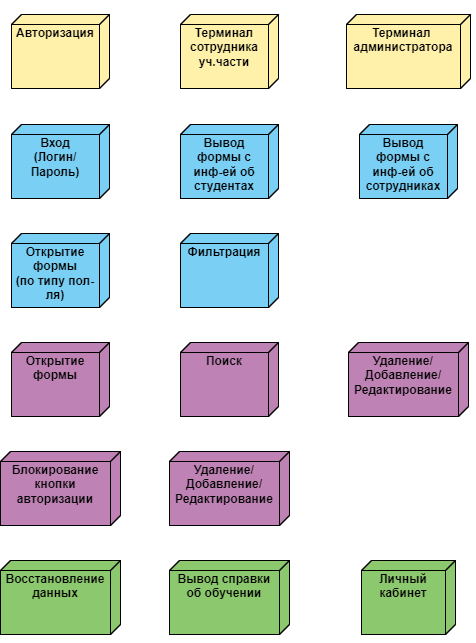 Авторизация
Терминал
сотрудника
уч.части
Терминал
администратора
Вход
(Логин/
Пароль)
Вывод
формы с
инф-ей об
студентах
Вывод
формы с
инф-ей об
сотрудниках
Открытие
формы
(по типу пол-
ля)
Фильтрация
Открытие
формы
Поиск
Удаление/
Добавление/
Редактирование
Блокирование
кнопки
авторизации
Удаление/
Добавление/
Редактирование
Восстановление
данных
Вывод справки
об обучении
Личный
кабинет